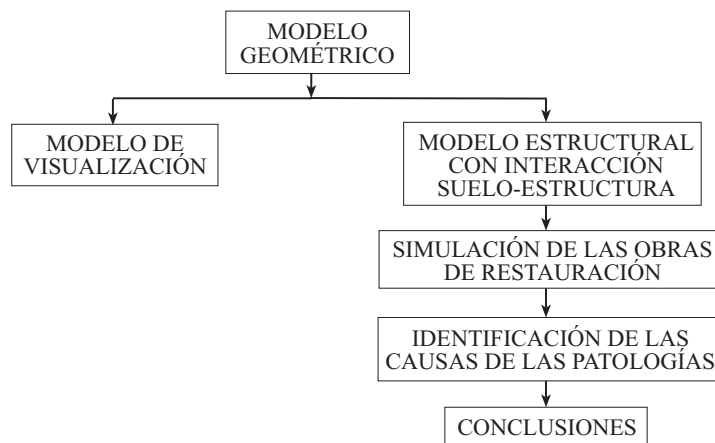 MODELO
GEOMÉTRICO
MODELO DE
VISUALIZACIÓN
MODELO ESTRUCTURAL
CON INTERACCIÓN
SUELO-ESTRUCTURA
SIMULACIÓN DE LAS OBRAS
DE RESTAURACIÓN
IDENTIFICACIÓN DE LAS
CAUSAS DE LAS PATOLOGÍAS
CONCLUSIONES